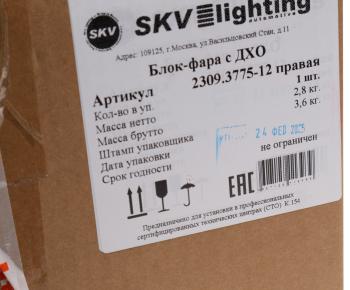 SKV SKV lighting
automotive
Адрес: 109125, г.Москва, ул.Васильцовский Стан, д.11
Блок-фара с ДХО
Артикул 2309.3775-12 правая
Кол-во в уп. 1 шт.
Масса нетто 2,8 кг.
Масса брутто 3,6 кг.
Штамп упаковщика
Дата упаковки 24 ФЕВ 2025
Срок годности не ограничен
EAC
Предназначено для установки в профессиональных
сертифицированных технических центрах (СТО) К.154